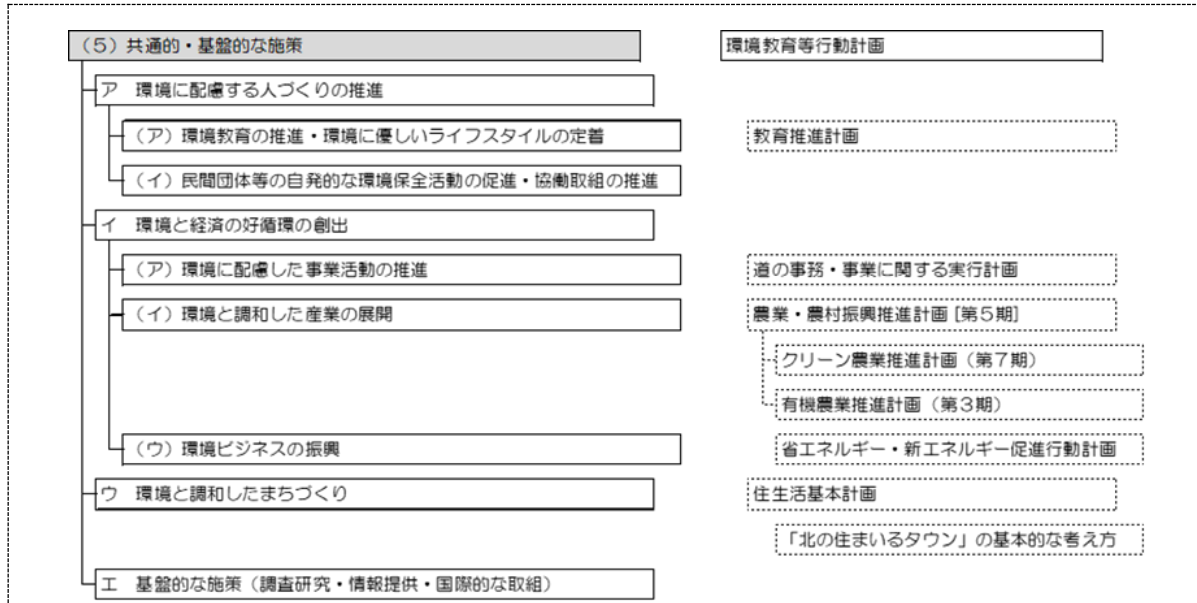 （5）共通的・基盤的な施策
環境教育等行動計画
ア　環境に配慮する人づくりの推進
（ア）環境教育の推進・環境に優しいライフスタイルの定着
教育推進計画
（イ）民間団体等の自発的な環境保全活動の促進・協働取組の推進
イ　環境と経済の好循環の創出
（ア）環境に配慮した事業活動の推進
道の事務・事業に関する実行計画
（イ）環境と調和した産業の展開
農業・農村振興推進計画［第５期］
クリーン農業推進計画（第７期）
有機農業推進計画（第３期）
（ウ）環境ビジネスの振興
省エネルギー・新エネルギー促進行動計画
ウ　環境と調和したまちづくり
住生活基本計画
「北の住まいるタウン」の基本的な考え方
エ　基盤的な施策（調査研究・情報提供・国際的な取組）